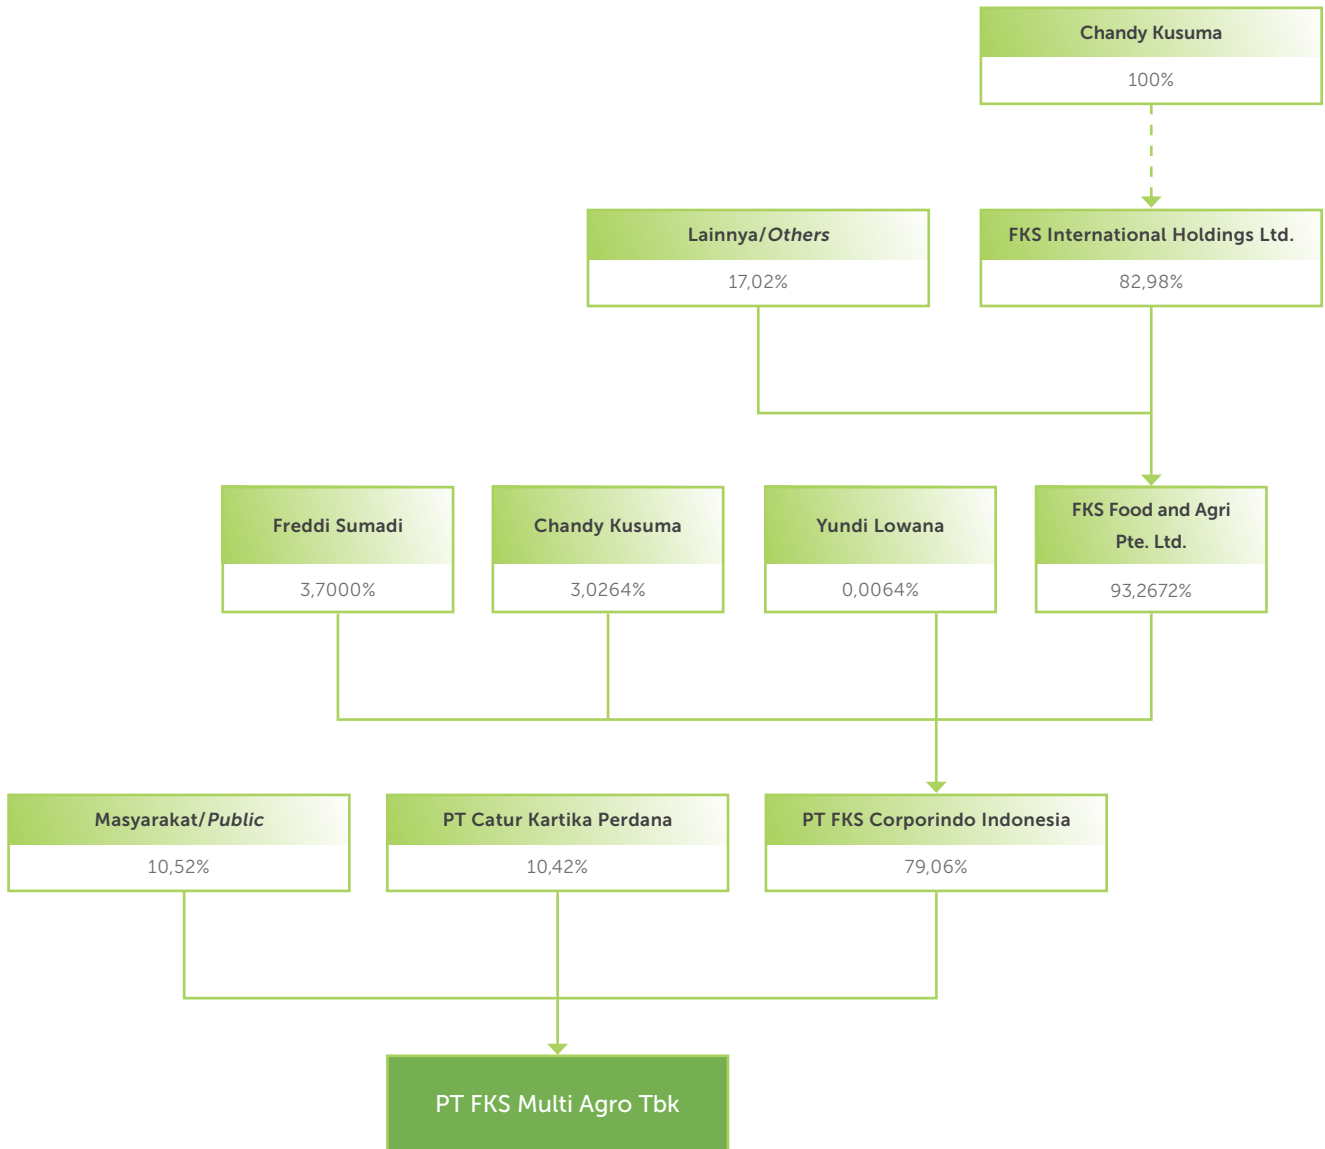 Chandy Kusuma
100%
Lainnya/Others
17,02%
FKS International Holdings Ltd.
82,98%
Freddi Sumadi
3,7000%
Chandy Kusuma
3,0264%
Yundi Lowana
0,0064%
FKS Food and Agri
Pte. Ltd.
93,2672%
Masyarakat/Public
10,52%
PT Catur Kartika Perdana
10,42%
PT FKS Corporindo Indonesia
79,06%
PT FKS Multi Agro Tbk